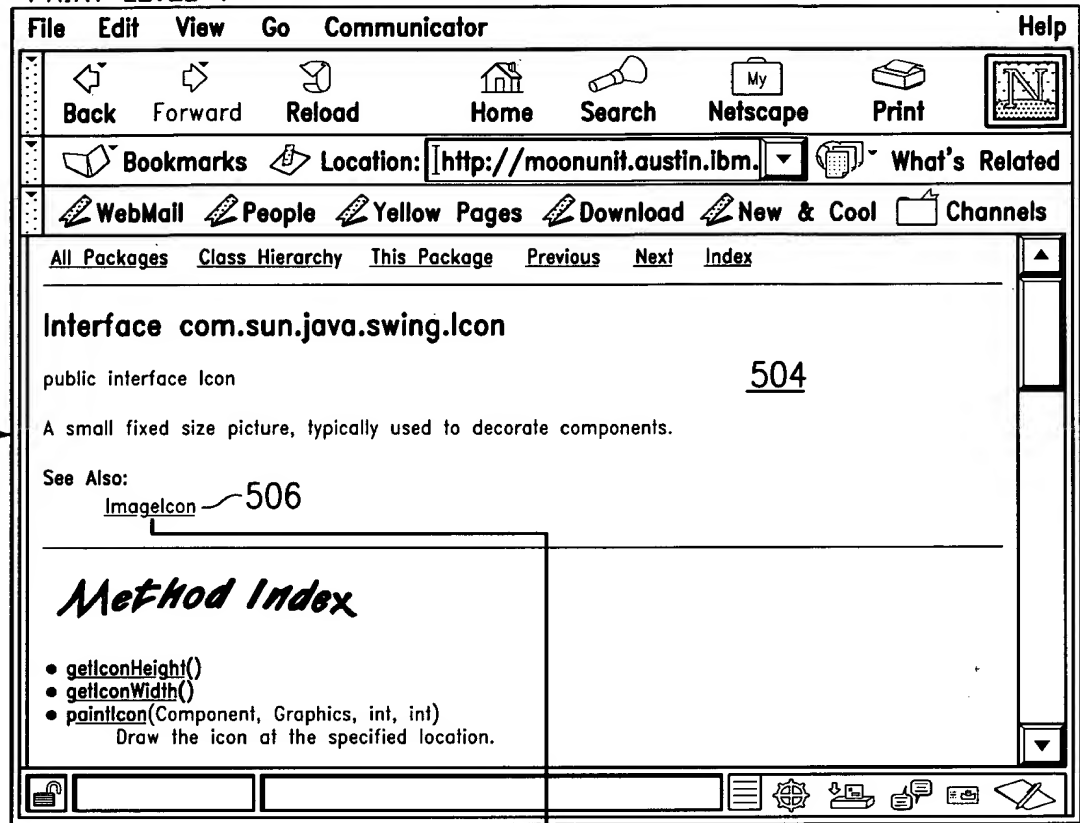 File Edit View Go Communicator Help
Back Forward Reload Home Search My Netscape Print N
Bookmarks Location: http://moonunit.austin.ibm. What's Related
WebMail People Yellow Pages Download New & Cool Channels
All Packages Class Hierarchy This Package Previous Next Index
Interface com.sun.java.swing.Icon
public interface Icon 504
A small fixed size picture, typically used to decorate components.
See Also:
ImageIcon 506
Method Index
• getIconHeight()
• getIconWidth()
• paintIcon(Component, Graphics, int, int)
Draw the icon at the specified location.